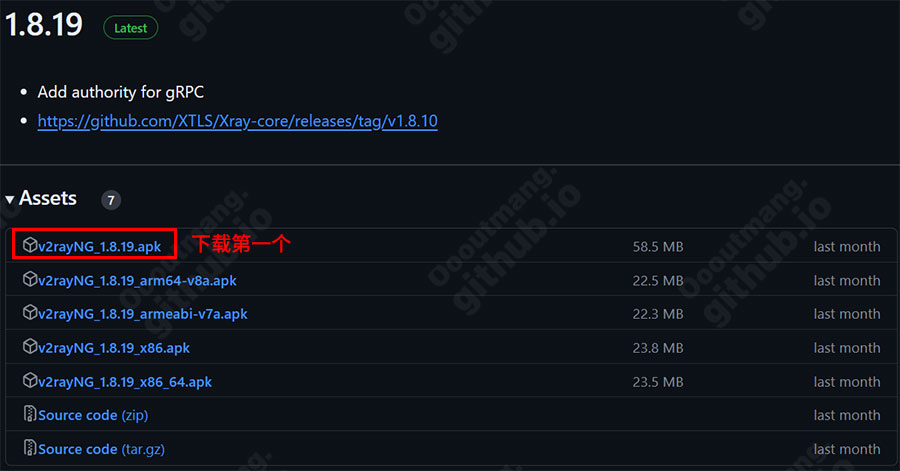 1.8.19 Latest
Add authority for gRPC
https://github.com/XTLS/Xray-core/releases/tag/v1.8.10
Assets 7
v2rayNG_1.8.19.apk 下载第一个 58.5 MB last month
v2rayNG_1.8.19_arm64-v8a.apk 22.5 MB last month
v2rayNG_1.8.19_armeabi-v7a.apk 22.3 MB last month
v2rayNG_1.8.19_x86.apk 23.8 MB last month
v2rayNG_1.8.19_x86_64.apk 23.5 MB last month
Source code (zip) last month
Source code (tar.gz) last month
Oooutmang.
github.io